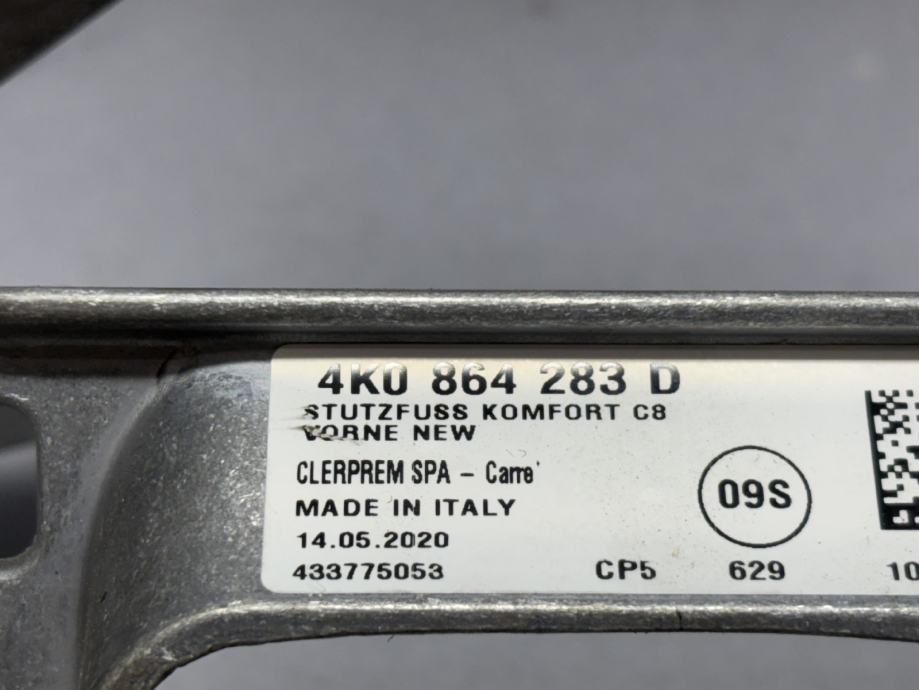 4K0 864 283 D
STUTZFUSS KOMFORT C8
VORNE NEW
CLERPREM SPA - Carre'
MADE IN ITALY
09S
14.05.2020
433775053 CP5 629 10